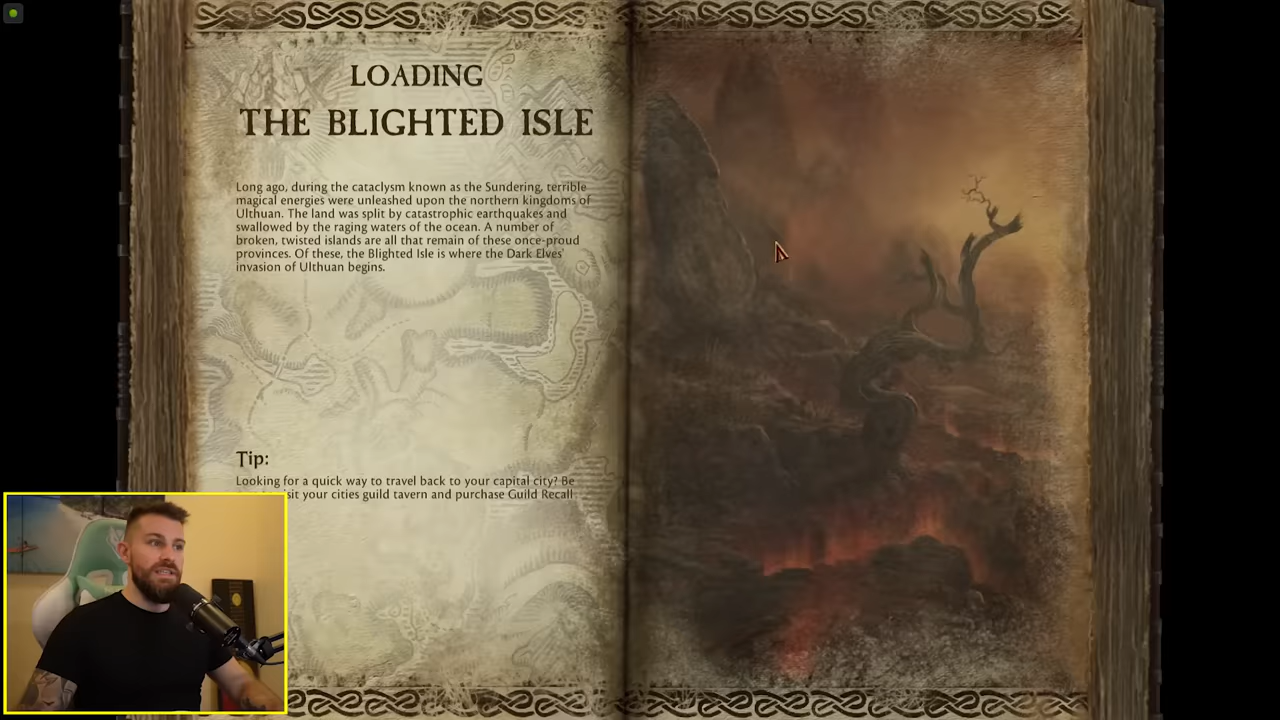 LOADING
THE BLIGHTED ISLE
Long ago, during the cataclysm known as the Sundering, terrible
magical energies were unleashed upon the northern kingdoms of
Ulthuan. The land was split by catastrophic earthquakes and
swallowed by the raging waters of the ocean. A number of
broken, twisted islands are all that remain of these once-proud
provinces. Of these, the Blighted Isle is where the Dark Elves'
invasion of Ulthuan begins.
Tip:
Looking for a quick way to travel back to your capital city? Be
your cities guild tavern and purchase Guild Recall